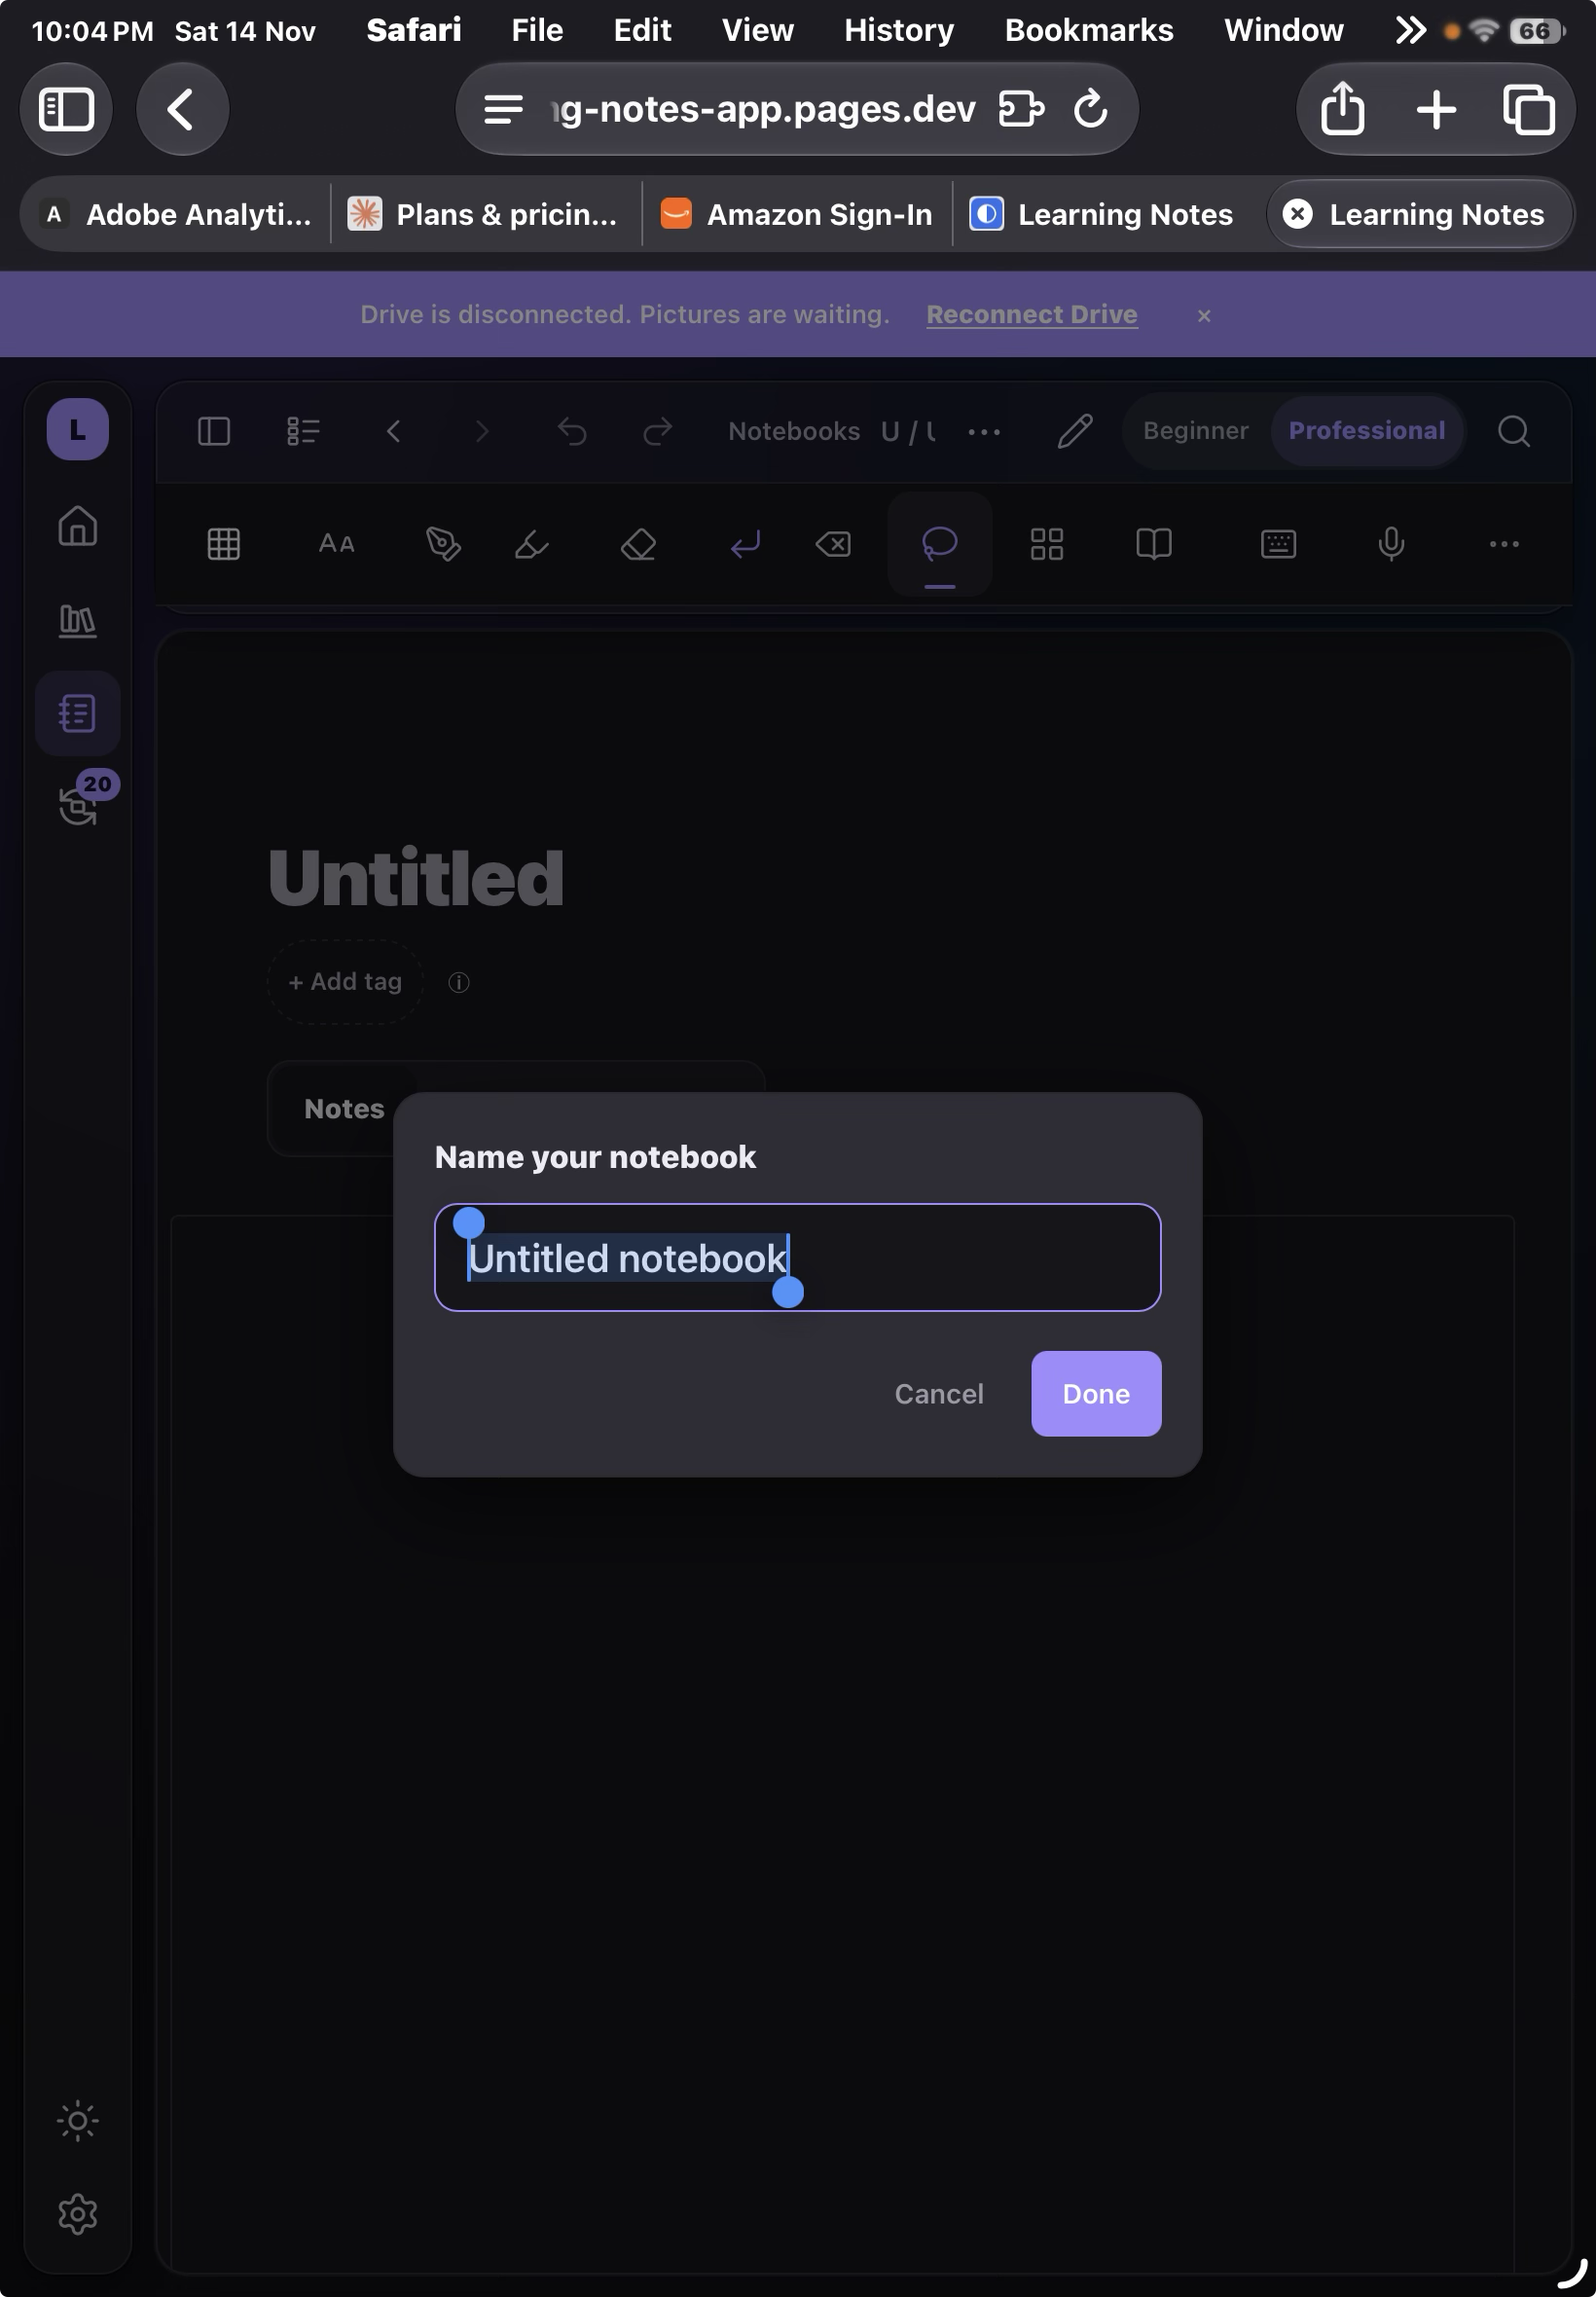 10:04 PM Sat 14 Nov Safari File Edit View History Bookmarks Window 66
g-notes-app.pages.dev
A Adobe Analyti... Plans & pricin... Amazon Sign-In Learning Notes Learning Notes
Drive is disconnected. Pictures are waiting. Reconnect Drive ×
L Notebooks U / ... Beginner Professional
AA
20
Untitled
+ Add tag
Notes
Name your notebook
Untitled notebook
Cancel Done